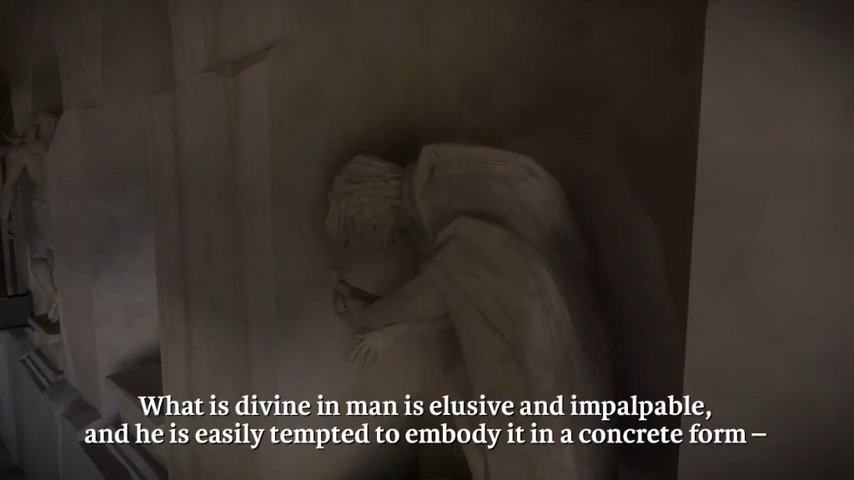 What is divine in man is elusive and impalpable,
and he is easily tempted to embody it in a concrete form –